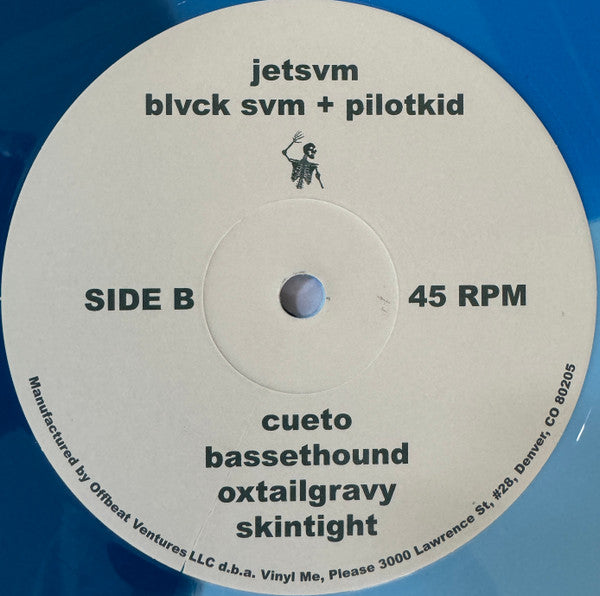 jetsvm
blvck svm + pilotkid
SIDE B
45 RPM
cueto
bassethound
oxtailgravy
skintight
Manufactured by Offbeat Ventures LLC d.b.a. Vinyl Me, Please 3000 Lawrence St, #28, Denver, CO 80205